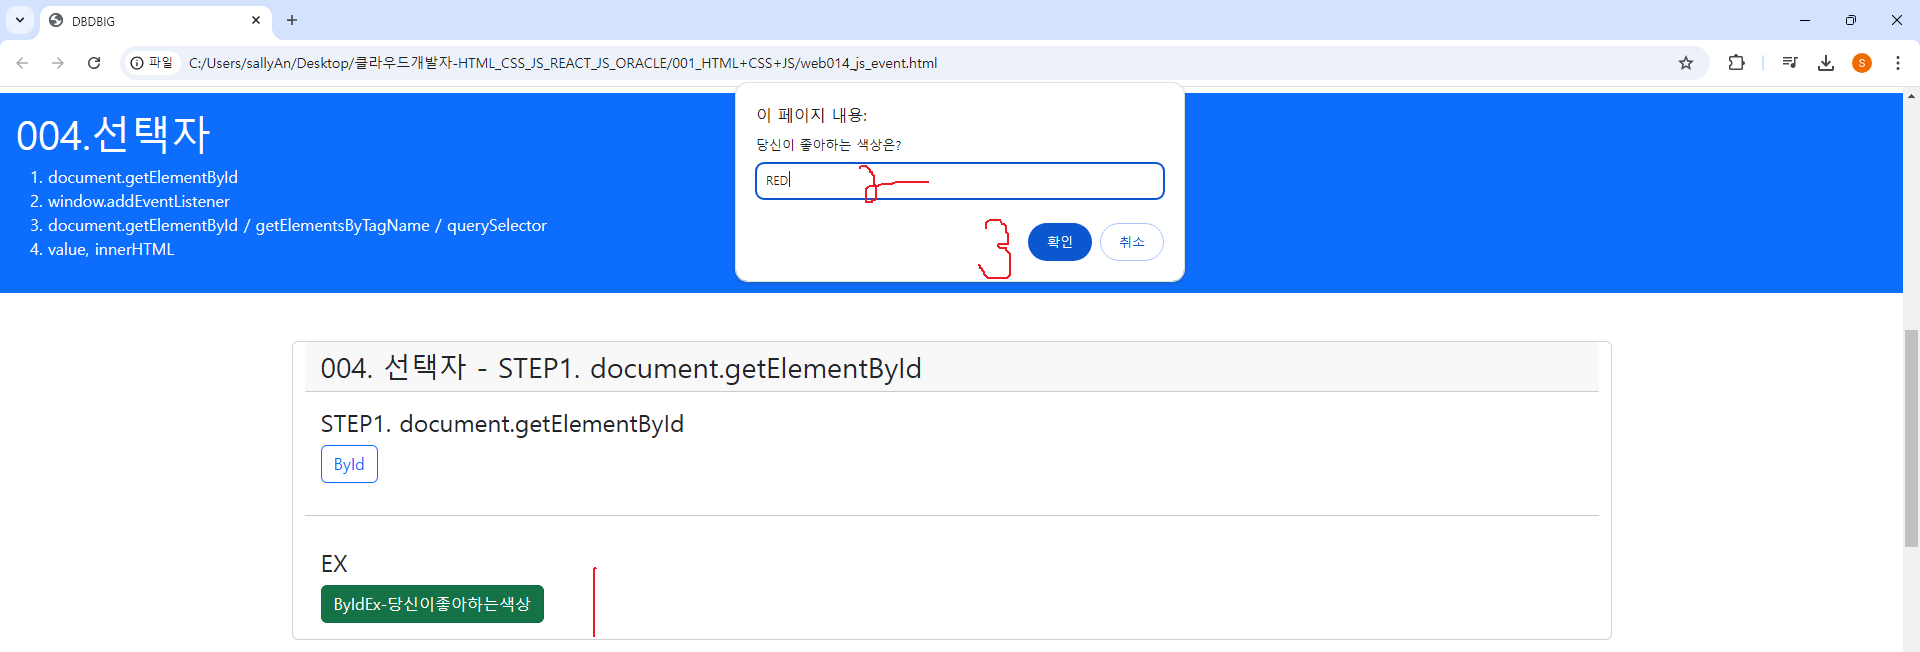 DBDBIG
파일
C:/Users/sallyAn/Desktop/클라우드개발자-HTML_CSS_JS_REACT_JS_ORACLE/001_HTML+CSS+JS/web014_js_event.html
S
004.선택자
1. document.getElementById
2. window.addEventListener
3. document.getElementById / getElementsByTagName / querySelector
4. value, innerHTML
이 페이지 내용:
당신이 좋아하는 색상은?
RED
2
3
확인
취소
004. 선택자 - STEP1. document.getElementById
STEP1. document.getElementById
ById
EX
ByIdEx-당신이좋아하는색상
1